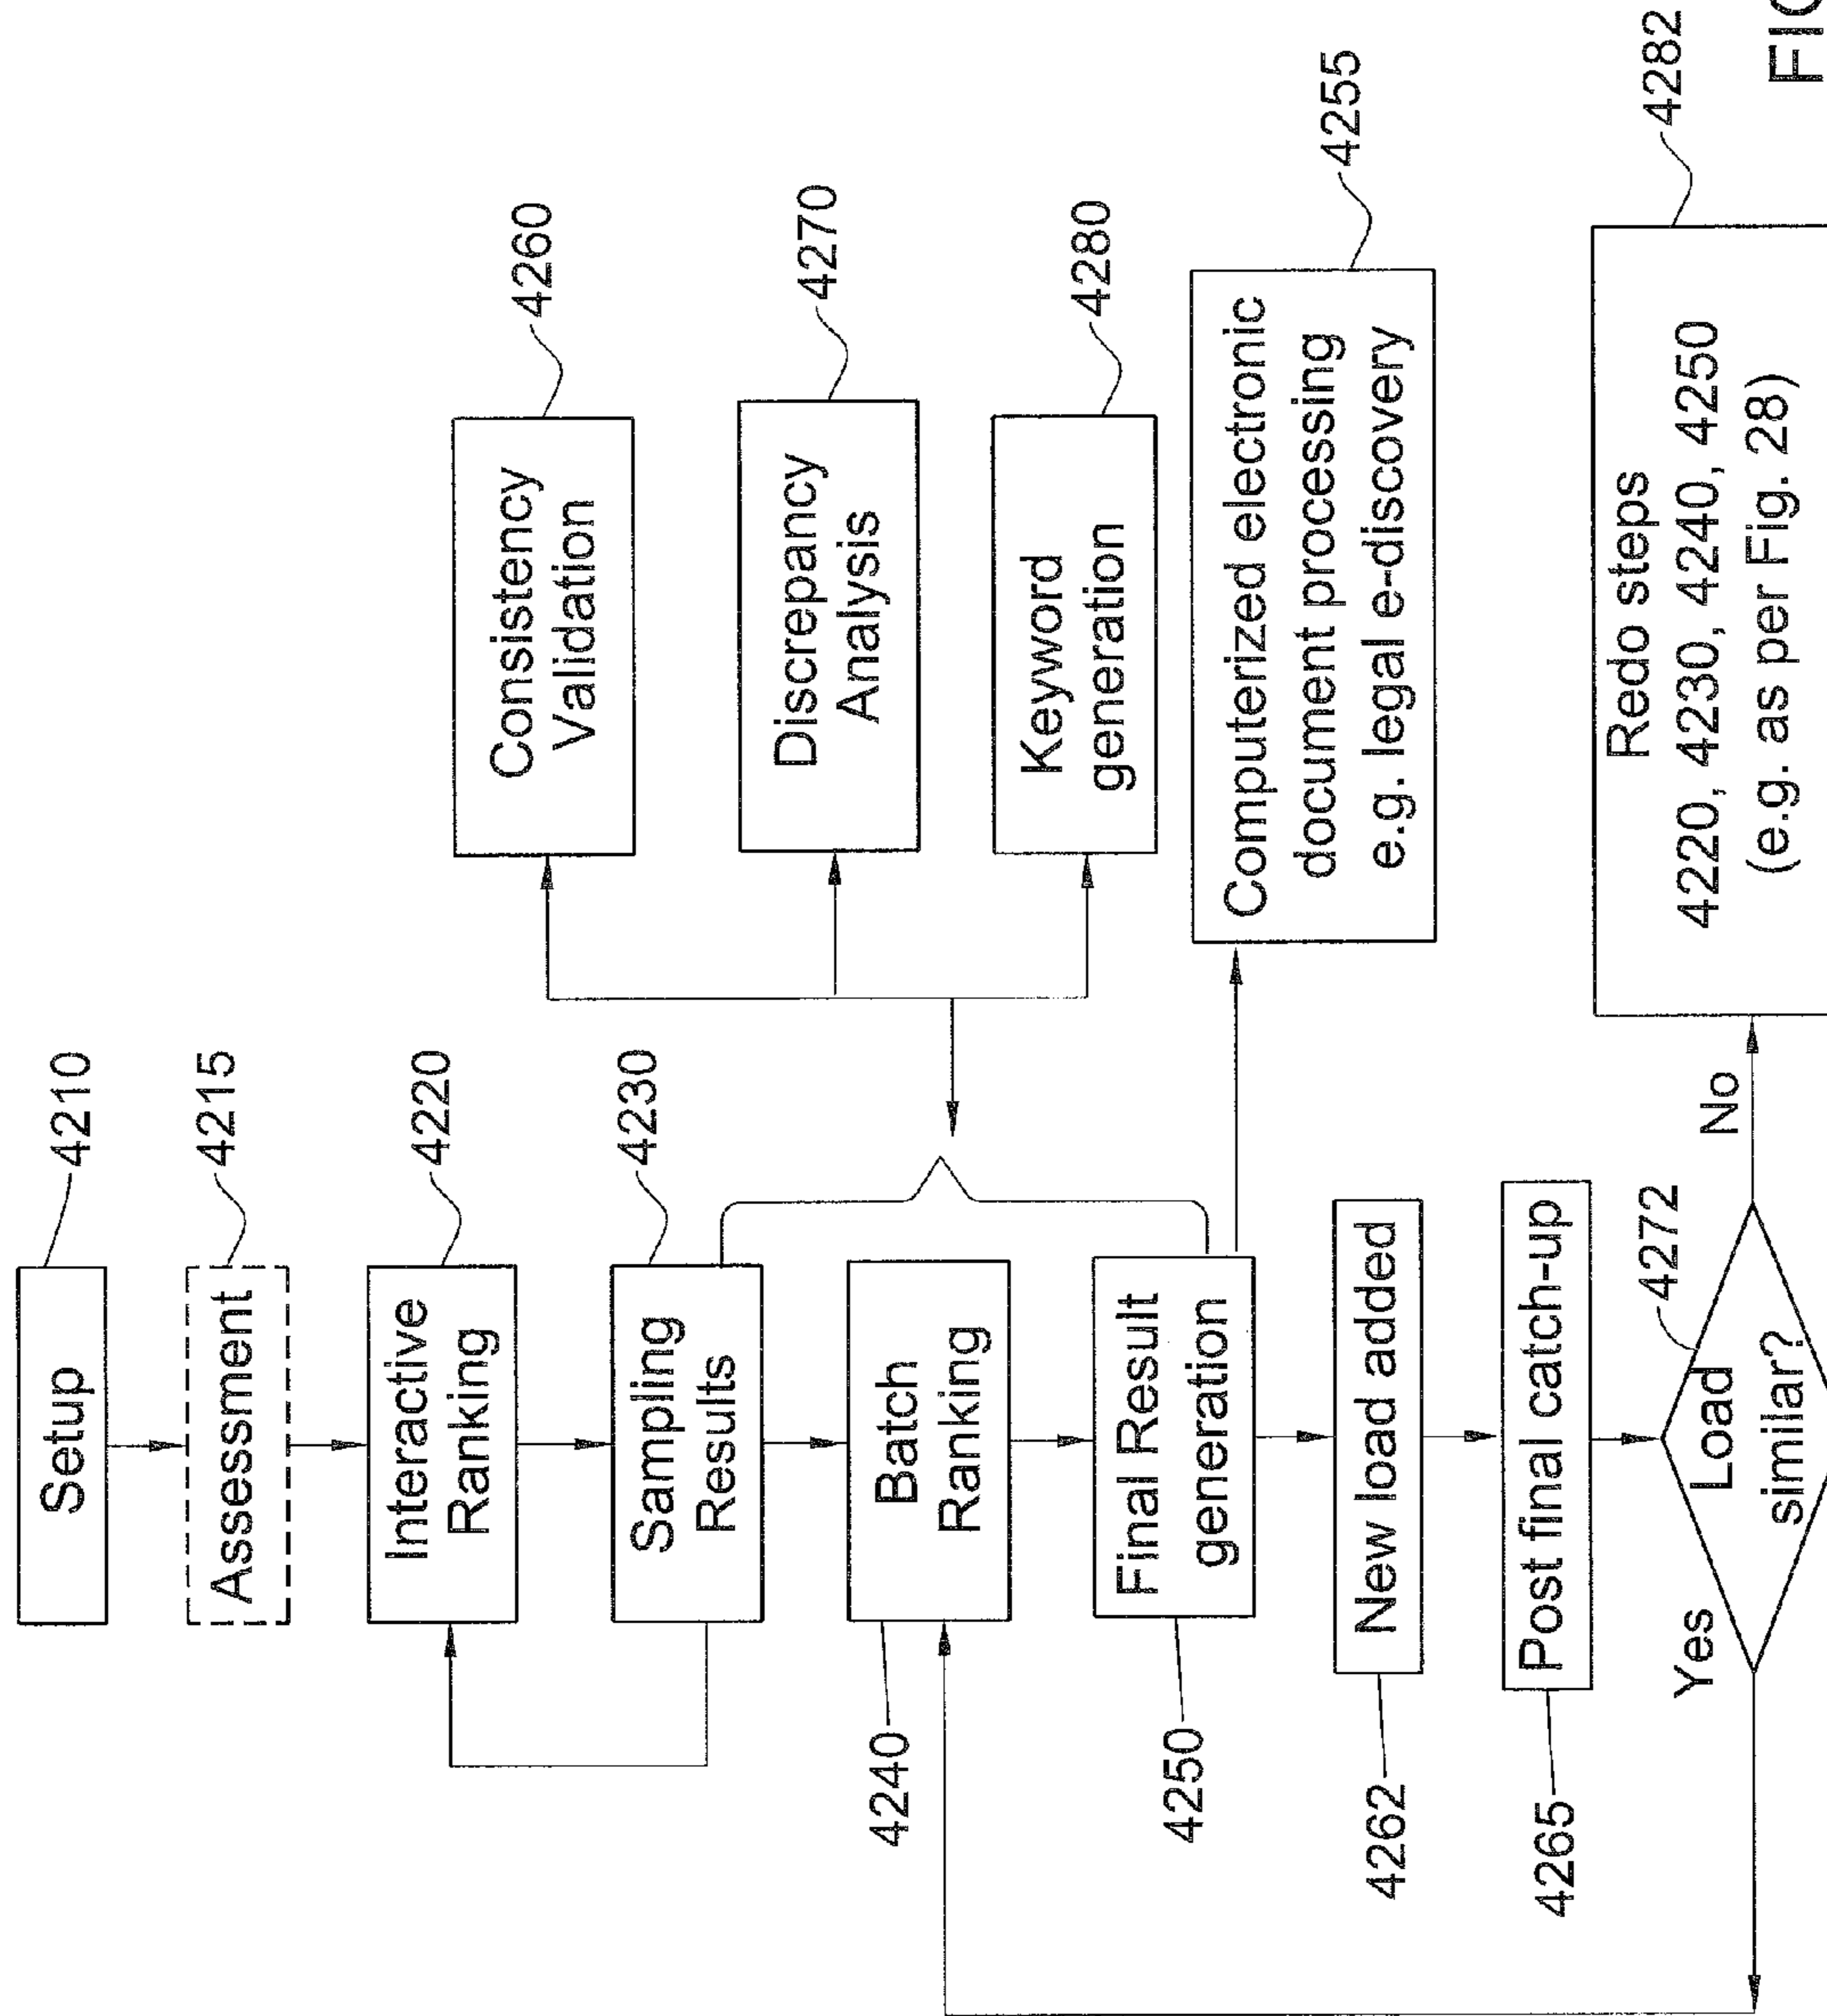 Setup
4210
Assessment
4215
Interactive
Ranking
4220
Sampling
Results
4230
Batch
Ranking
4240
Final Result
generation
4250
Consistency
Validation
4260
Discrepancy
Analysis
4270
Keyword
generation
4280
Computerized electronic
document processing
e.g. legal e-discovery
4255
New load added
4262
Post final catch-up
4265
Load
similar?
4272
Yes
No
Redo steps
4220, 4230, 4240, 4250
(e.g. as per Fig. 28)
4282